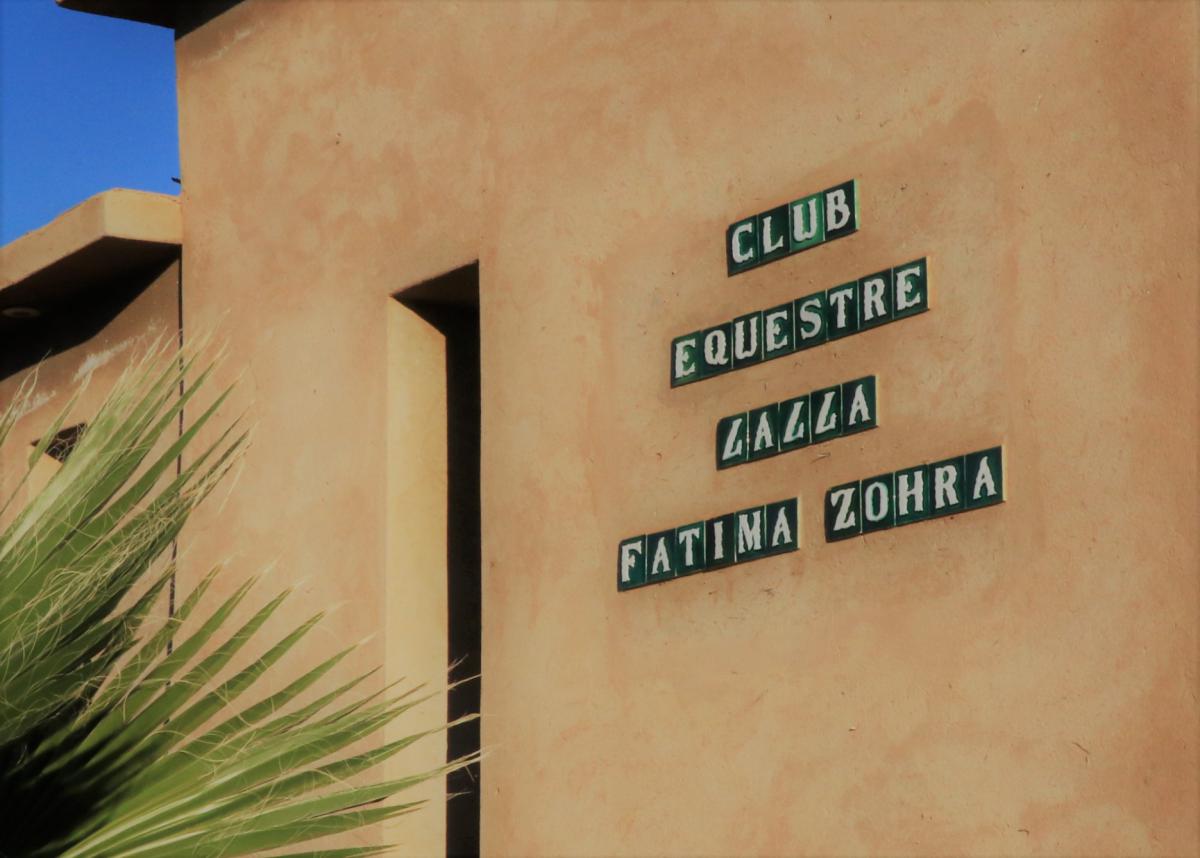 CLUB
EQUESTRE
LALLA
FATIMA ZOHRA